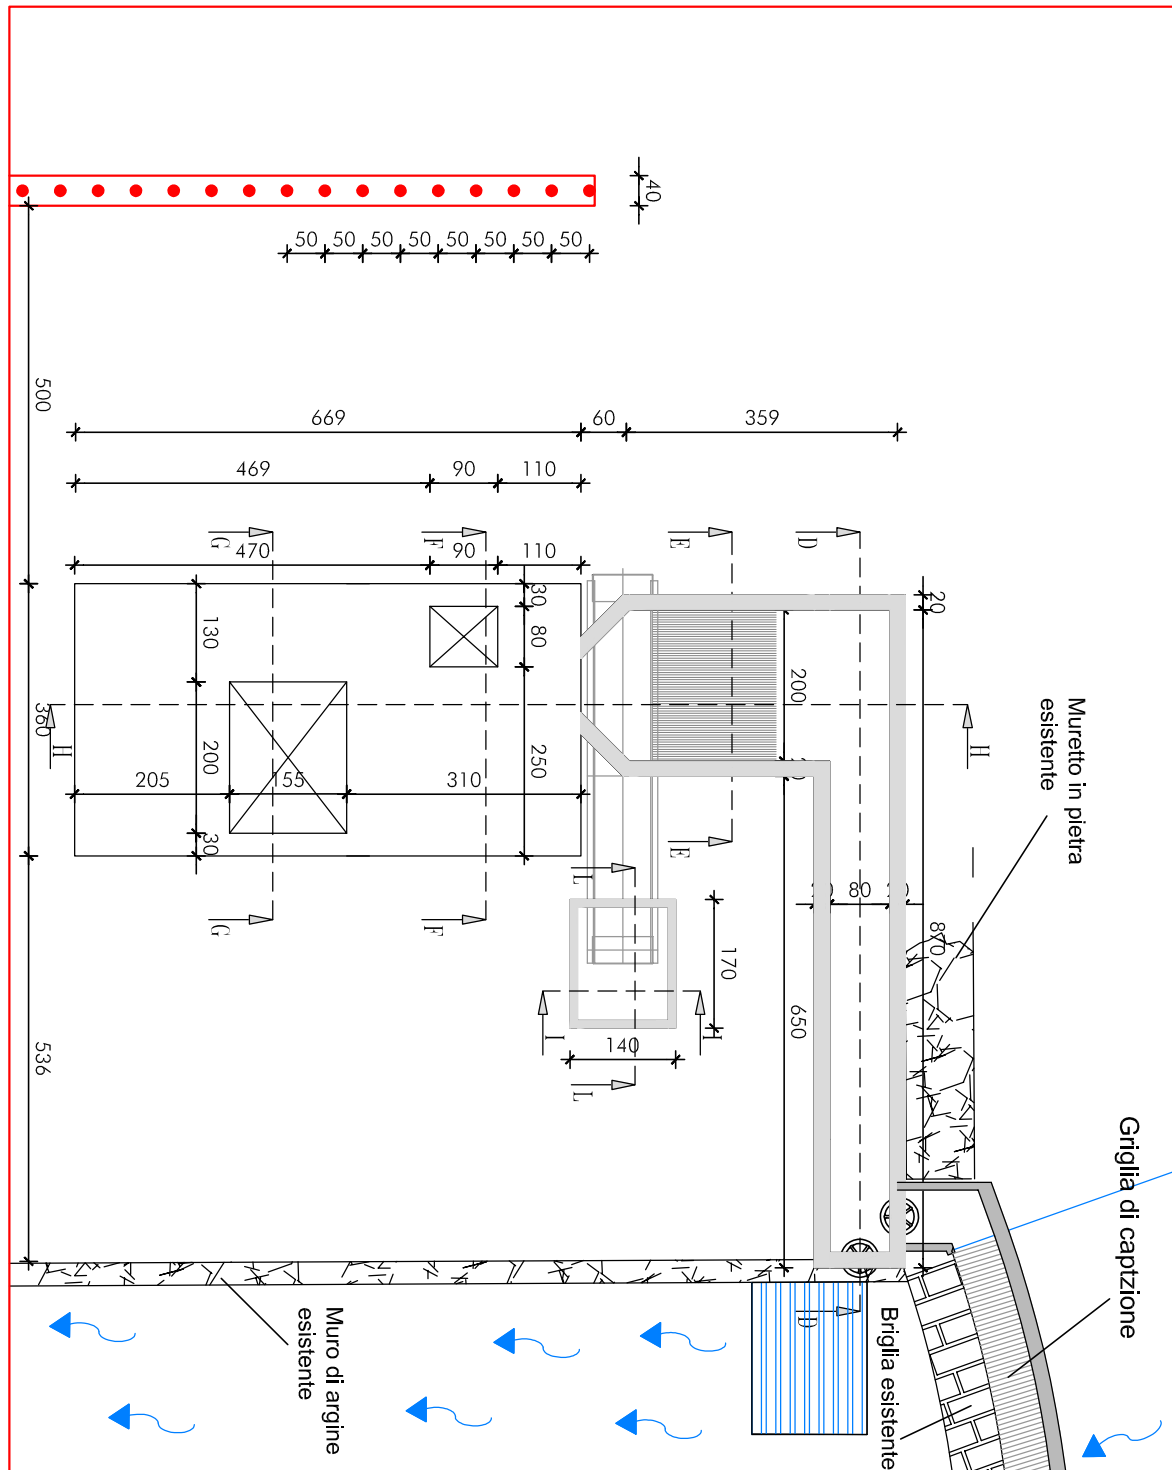 40
50 50 50 50 50 50 50 50
500
669 60 359
469 90 110
G F E D
470 90 110
30
20
130
80
200
360
H
H
Muretto in pietra
esistente
200
250
205 155 310
30
E
L
80
G F
170
870
650
I
140
536
L
Griglia di captzione
D
Muro di argine
esistente
Briglia esistente